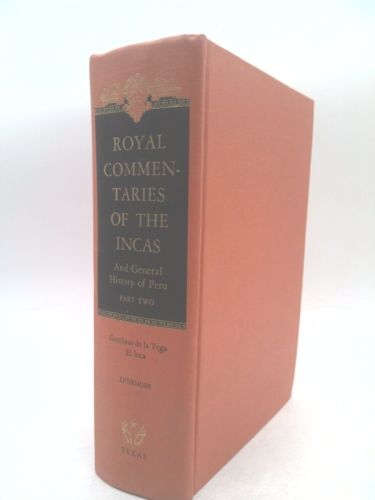 ROYAL
COMMEN-
TARIES
OF THE
INCAS
And General
History of Peru
PART TWO
Garcilaso de la Vega
El Inca
LIVERMORE
TEXAS